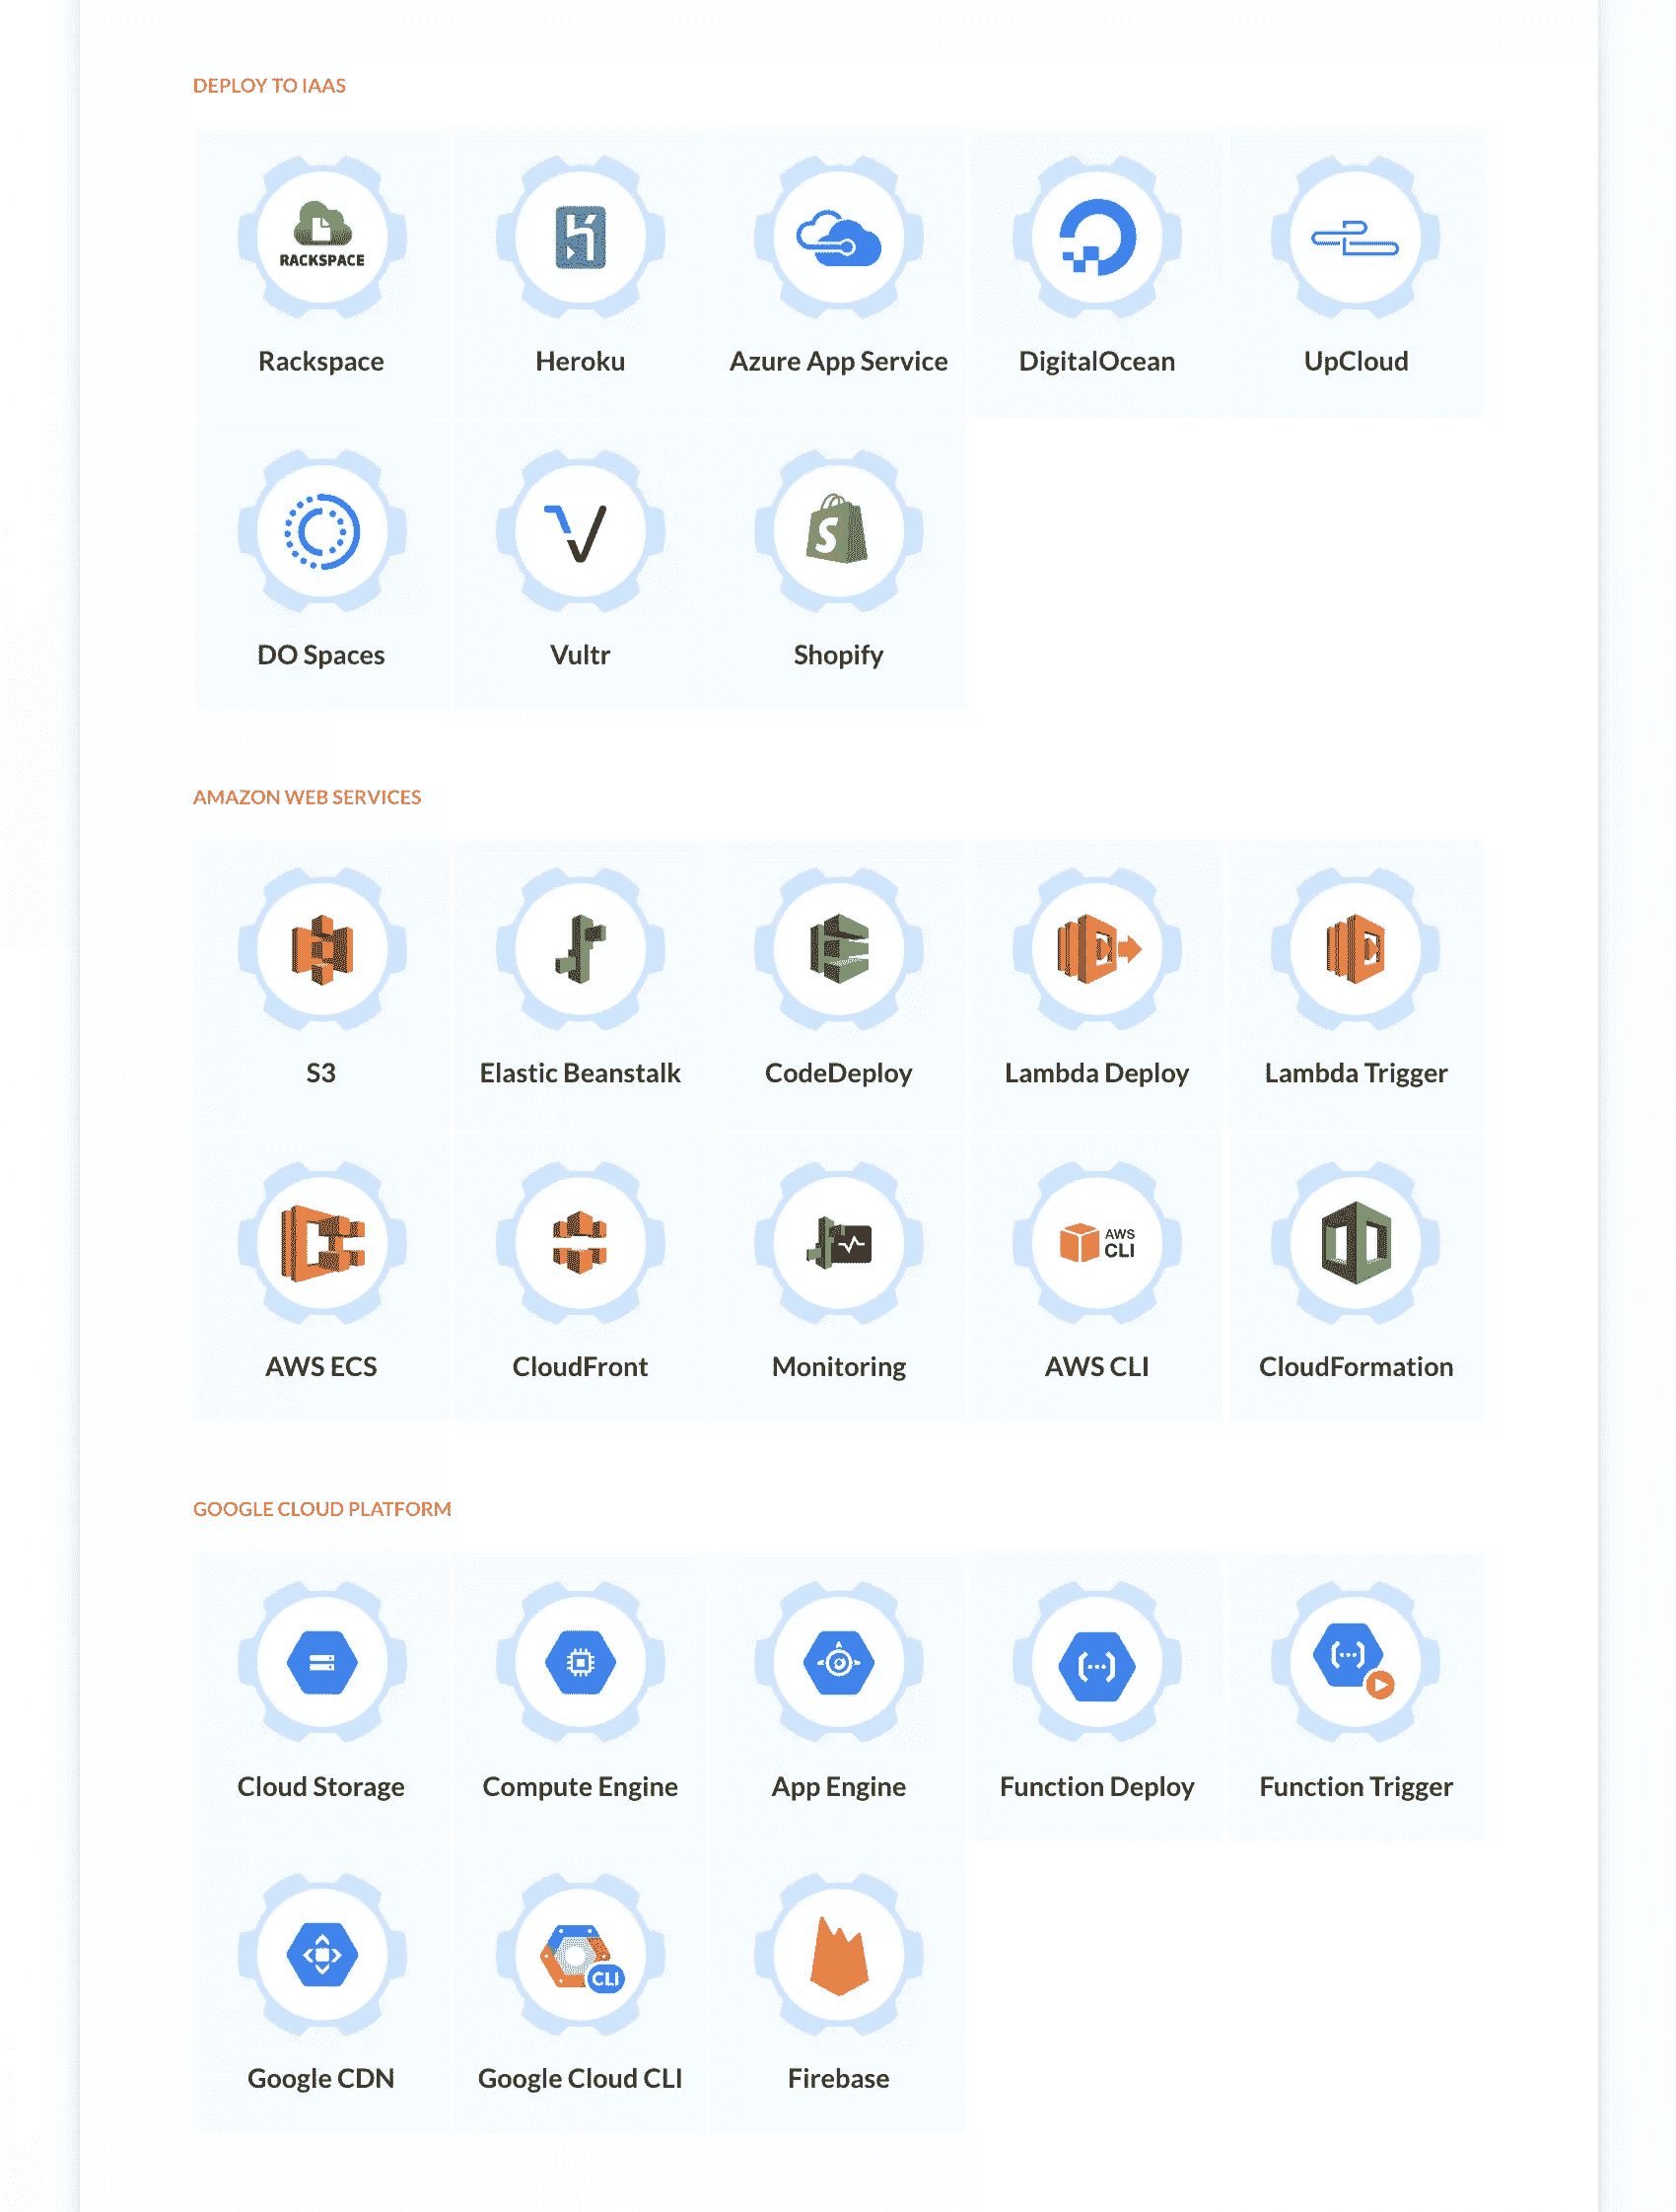 DEPLOY TO IAAS
RACKSPACE
Rackspace Heroku Azure App Service DigitalOcean UpCloud
DO Spaces Vultr Shopify
AMAZON WEB SERVICES
S3 Elastic Beanstalk CodeDeploy Lambda Deploy Lambda Trigger
AWS
CLI
AWS ECS CloudFront Monitoring AWS CLI CloudFormation
GOOGLE CLOUD PLATFORM
Cloud Storage Compute Engine App Engine Function Deploy Function Trigger
CLI
Google CDN Google Cloud CLI Firebase